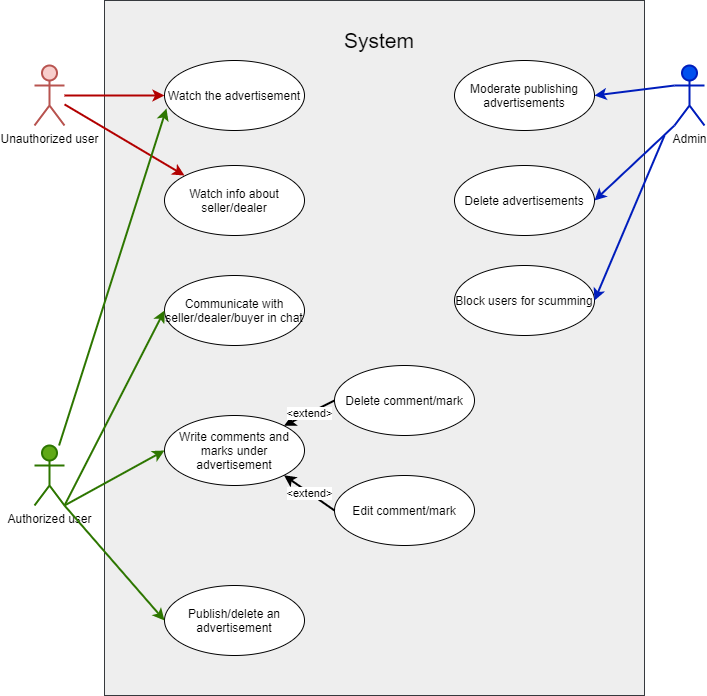 System
Watch the advertisement
Moderate publishing
advertisements
Unauthorized user
Admin
Watch info about
seller/dealer
Delete advertisements
Communicate with
seller/dealer/buyer in chat
Block users for scumming
Delete comment/mark
<extend>
Write comments and
marks under
advertisement
<extend>
Edit comment/mark
Authorized user
Publish/delete an
advertisement